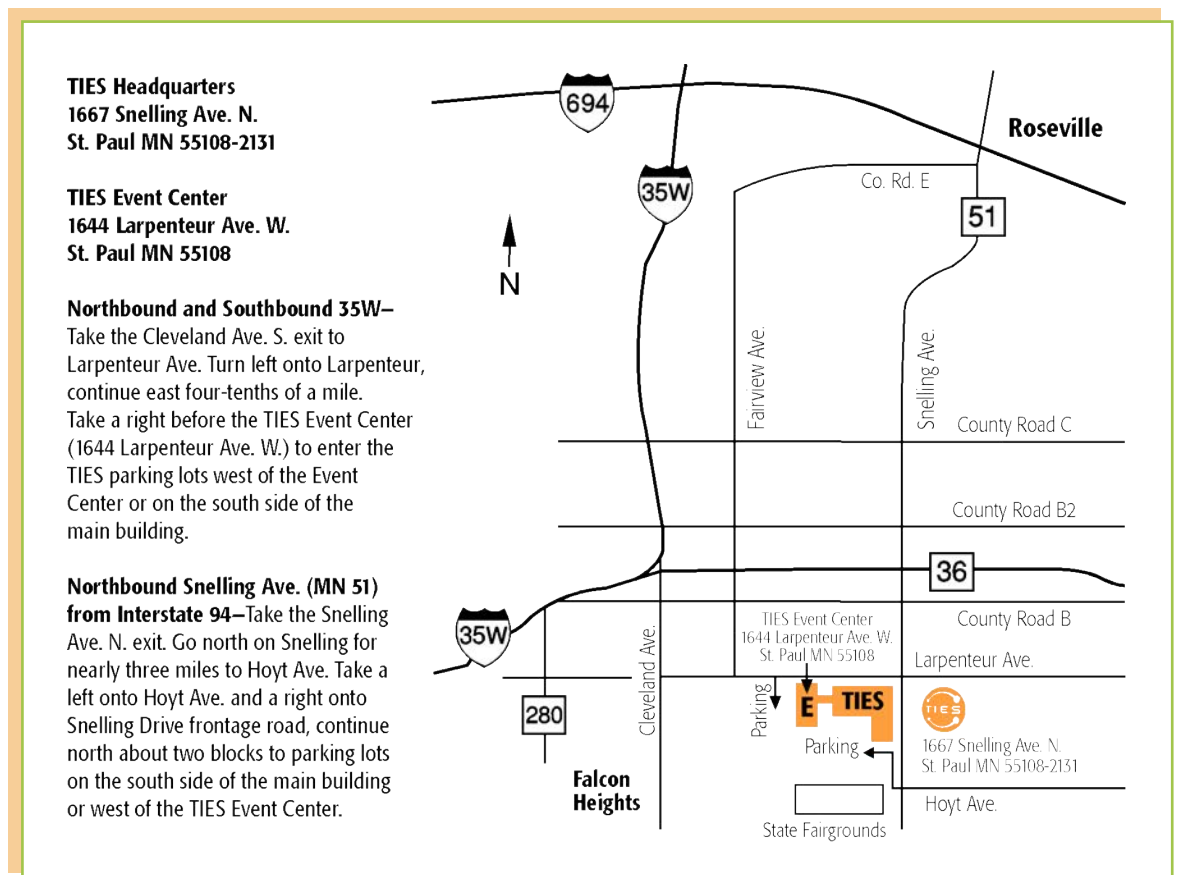 TIES Headquarters
1667 Snelling Ave. N.
St. Paul MN 55108-2131
TIES Event Center
1644 Larpenteur Ave. W.
St. Paul MN 55108
Northbound and Southbound 35W–
Take the Cleveland Ave. S. exit to
Larpenteur Ave. Turn left onto Larpenteur,
continue east four-tenths of a mile.
Take a right before the TIES Event Center
(1644 Larpenteur Ave. W.) to enter the
TIES parking lots west of the Event
Center or on the south side of the
main building.
Northbound Snelling Ave. (MN 51)
from Interstate 94–Take the Snelling
Ave. N. exit. Go north on Snelling for
nearly three miles to Hoyt Ave. Take a
left onto Hoyt Ave. and a right onto
Snelling Drive frontage road, continue
north about two blocks to parking lots
on the south side of the main building
or west of the TIES Event Center.
694
Roseville
35W
Co. Rd. E
51
N
Fairview Ave.
Snelling Ave.
County Road C
County Road B2
36
35W
County Road B
TIES Event Center
1644 Larpenteur Ave. W.
St. Paul MN 55108
Cleveland Ave.
Larpenteur Ave.
280
Parking
E
TIES
TIES
Parking
1667 Snelling Ave. N.
St. Paul MN 55108-2131
Falcon
Heights
Hoyt Ave.
State Fairgrounds